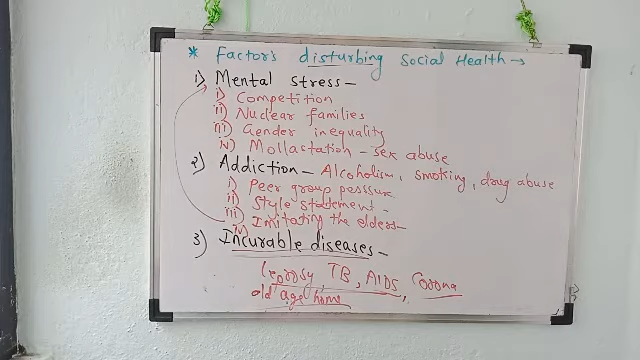 * Factors disturbing Social Health →
1) Mental stress –
i) Competition
ii) Nuclear families
iii) Gender inequality
iv) Mollastation – sex abuse
2) Addiction – Alcoholism, smoking, drug abuse
i) Peer group pessure
ii) Style statement –
iii) Imitating the elders –
iv)
3) Incurable diseases –
Leprosy, TB, AIDS, Corona
old age home